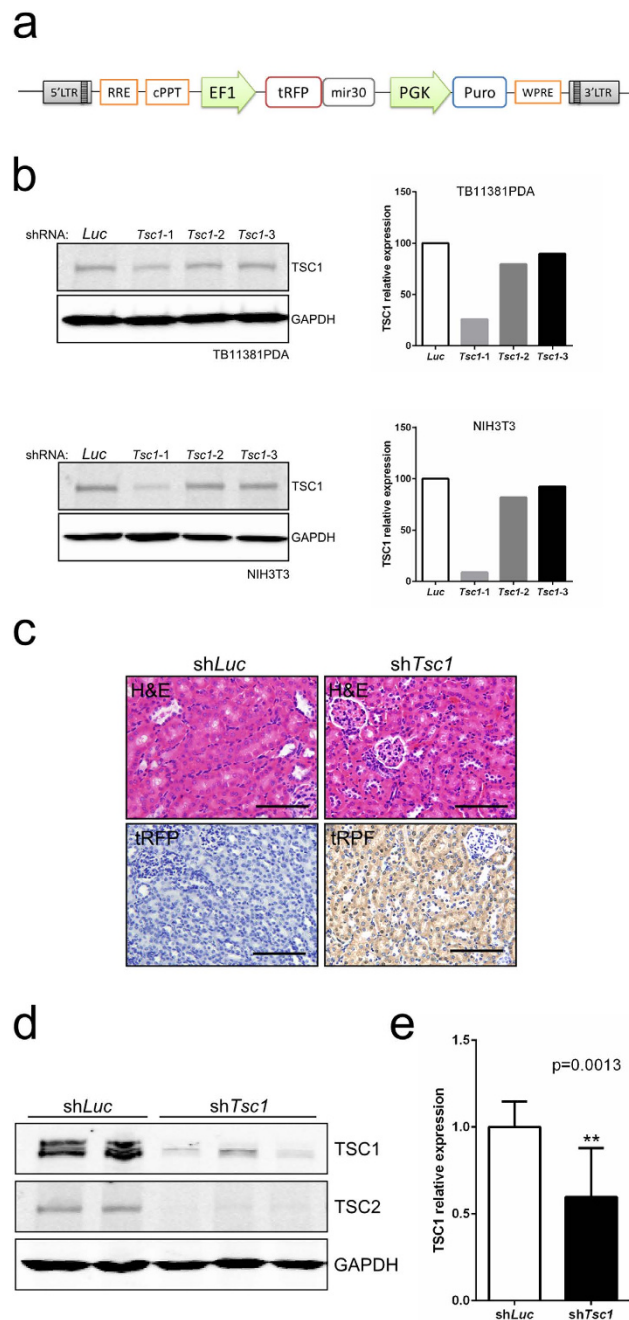 a
5'LTR RRE cPPT EF1 tRFP mir30 PGK Puro WPRE 3'LTR
b
shRNA: Luc Tsc1-1 Tsc1-2 Tsc1-3
TSC1
GAPDH
TB11381PDA
TB11381PDA
TSC1 relative expression
150
100
50
0
Luc Tsc1-1 Tsc1-2 Tsc1-3
shRNA: Luc Tsc1-1 Tsc1-2 Tsc1-3
TSC1
GAPDH
NIH3T3
NIH3T3
TSC1 relative expression
150
100
50
0
Luc Tsc1-1 Tsc1-2 Tsc1-3
c
shLuc shTsc1
H&E H&E
tRFP tRPF
d
shLuc shTsc1
TSC1
TSC2
GAPDH
e
TSC1 relative expression
1.5
1.0
0.5
0.0
p=0.0013
**
shLuc shTsc1